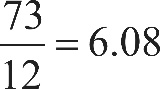 73/12 = 6.08